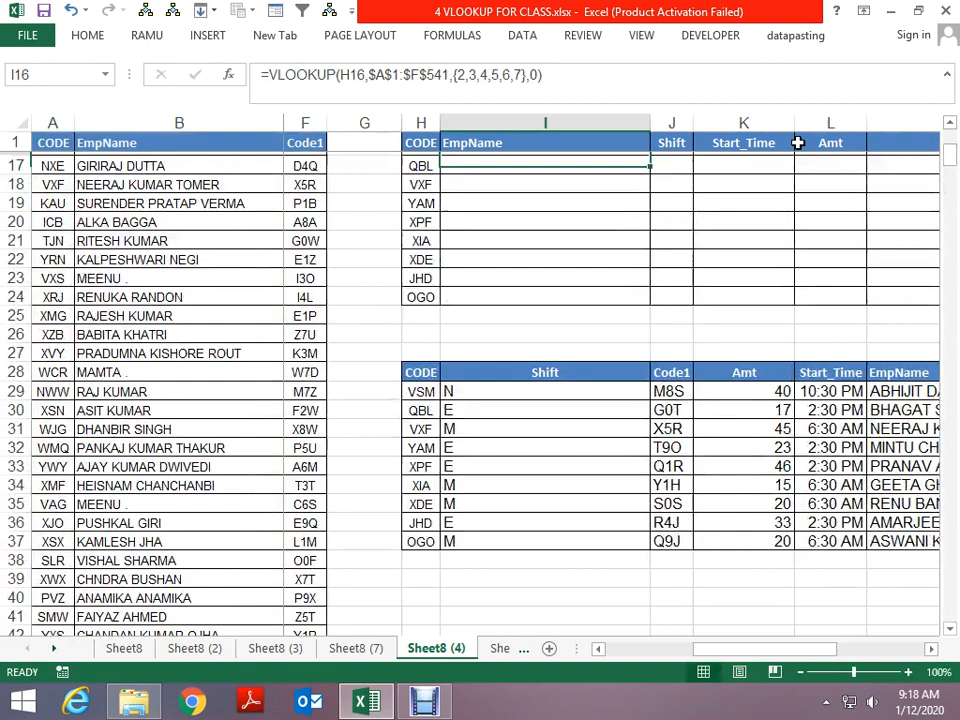 4 VLOOKUP FOR CLASS.xlsx - Excel (Product Activation Failed)
FILE HOME RAMU INSERT New Tab PAGE LAYOUT FORMULAS DATA REVIEW VIEW DEVELOPER datapasting Sign in
I16 fx =VLOOKUP(H16,$A$1:$F$541,{2,3,4,5,6,7},0)
A B F G H I J K L
1 CODE EmpName Code1 CODE EmpName Shift Start_Time Amt
17 NXE GIRIRAJ DUTTA D4Q QBL
18 VXF NEERAJ KUMAR TOMER X5R VXF
19 KAU SURENDER PRATAP VERMA P1B YAM
20 ICB ALKA BAGGA A8A XPF
21 TJN RITESH KUMAR G0W XIA
22 YRN KALPESHWARI NEGI E1Z XDE
23 VXS MEENU . I3O JHD
24 XRJ RENUKA RANDON I4L OGO
25 XMG RAJESH KUMAR E1P
26 XZB BABITA KHATRI Z7U
27 XVY PRADUMNA KISHORE ROUT K3M
28 WCR MAMTA . W7D CODE Shift Code1 Amt Start_Time EmpName
29 NWW RAJ KUMAR M7Z VSM N M8S 40 10:30 PM ABHIJIT
30 XSN ASIT KUMAR F2W QBL E G0T 17 2:30 PM BHAGAT
31 WJG DHANBIR SINGH X8W VXF M X5R 45 6:30 AM NEERAJ
32 WMQ PANKAJ KUMAR THAKUR P5U YAM E T9O 23 2:30 PM MINTU CH
33 YWY AJAY KUMAR DWIVEDI A6M XPF E Q1R 46 2:30 PM PRANAV
34 XMF HEISNAM CHANCHANBI T3T XIA M Y1H 15 6:30 AM GEETA
35 VAG MEENU . C6S XDE M S0S 20 6:30 AM RENU BAN
36 XJO PUSHKAL GIRI E9Q JHD E R4J 33 2:30 PM AMARJEE
37 XSX KAMLESH JHA L1M OGO M Q9J 20 6:30 AM ASWANI
38 SLR VISHAL SHARMA O0F
39 XWX CHNDRA BUSHAN X7T
40 PVZ ANAMIKA ANAMIKA P9X
41 SMW FAIYAZ AHMED Z5T
42 YXS CHANDAN KUMAR OJHA Y1R
Sheet8 Sheet8 (2) Sheet8 (3) Sheet8 (7) Sheet8 (4) She ...
READY 100%
9:18 AM
1/12/2020